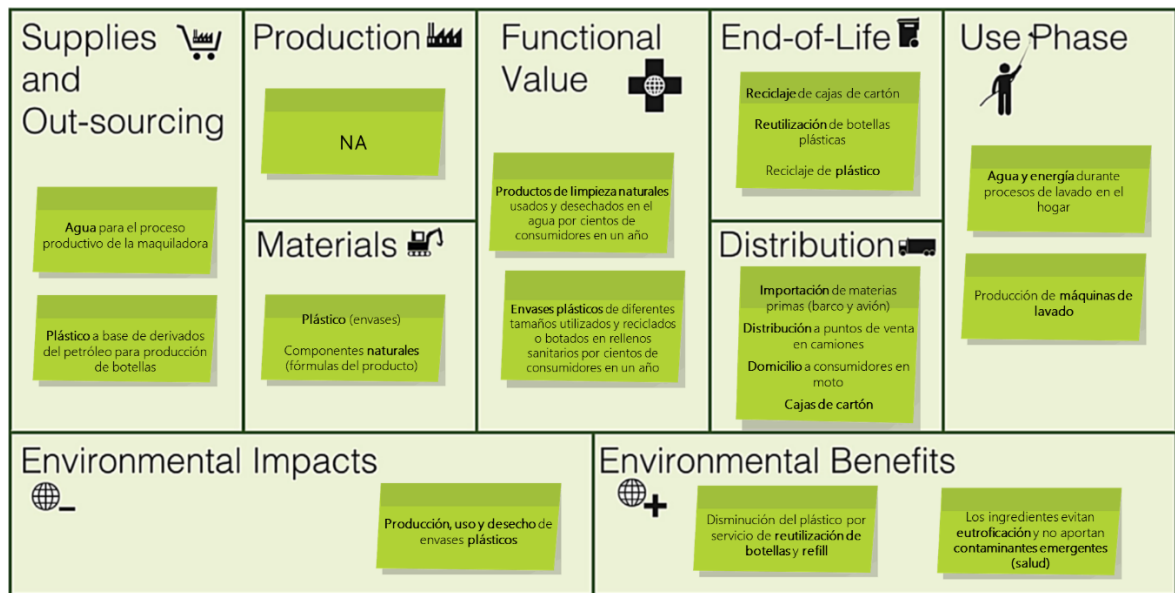 Supplies
and
Out-sourcing
Agua para el proceso
productivo de la maquiladora
Plástico a base de derivados
del petróleo para producción
de botellas
Production
NA
Materials
Plástico (envases)
Componentes naturales
(fórmulas del producto)
Functional
Value
Productos de limpieza naturales
usados y desechados en el
agua por cientos de
consumidores en un año
Envases plásticos de diferentes
tamaños utilizados y reciclados
o botados en rellenos
sanitarios por cientos de
consumidores en un año
End-of-Life
Reciclaje de cajas de cartón
Reutilización de botellas
plásticas
Reciclaje de plástico
Distribution
Importación de materias
primas (barco y avión)
Distribución a puntos de venta
en camiones
Domicilio a consumidores en
moto
Cajas de cartón
Use Phase
Agua y energía durante
procesos de lavado en el
hogar
Producción de máquinas de
lavado
Environmental Impacts
Producción, uso y desecho de
envases plásticos
Environmental Benefits
Disminución del plástico por
servicio de reutilización de
botellas y refill
Los ingredientes evitan
eutroficación y no aportan
contaminantes emergentes
(salud)